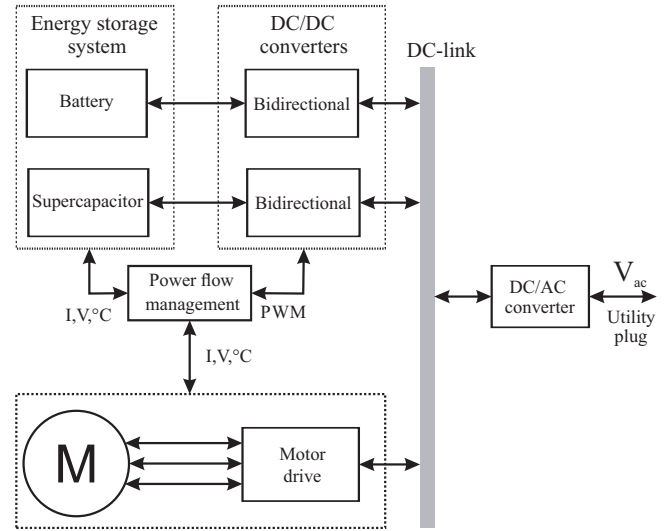 Energy storage
system
DC/DC
converters
DC-link
Battery
Bidirectional
Supercapacitor
Bidirectional
Power flow
management
I,V,°C
PWM
DC/AC
converter
Vac
Utility
plug
I,V,°C
M
Motor
drive